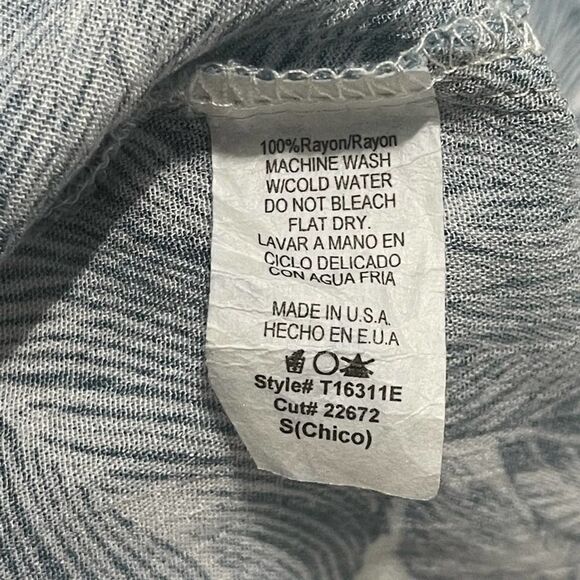 100%Rayon/Rayon
MACHINE WASH
W/COLD WATER
DO NOT BLEACH
FLAT DRY.
LAVAR A MANO EN
CICLO DELICADO
CON AGUA FRIA
MADE IN U.S.A.
HECHO EN E.U.A
Style# T16311E
Cut# 22672
S(Chico)